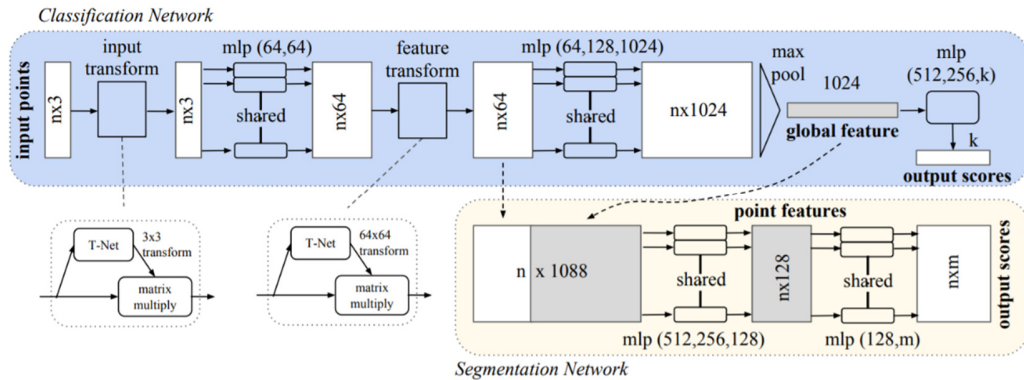 Classification Network
input points
nx3
input
transform
nx3
mlp (64,64)
shared
nx64
feature
transform
nx64
mlp (64,128,1024)
shared
nx1024
max
pool
1024
global feature
mlp
(512,256,k)
k
output scores
T-Net
3x3
transform
matrix
multiply
T-Net
64x64
transform
matrix
multiply
point features
n x 1088
shared
mlp (512,256,128)
nx128
shared
mlp (128,m)
nxm
output scores
Segmentation Network